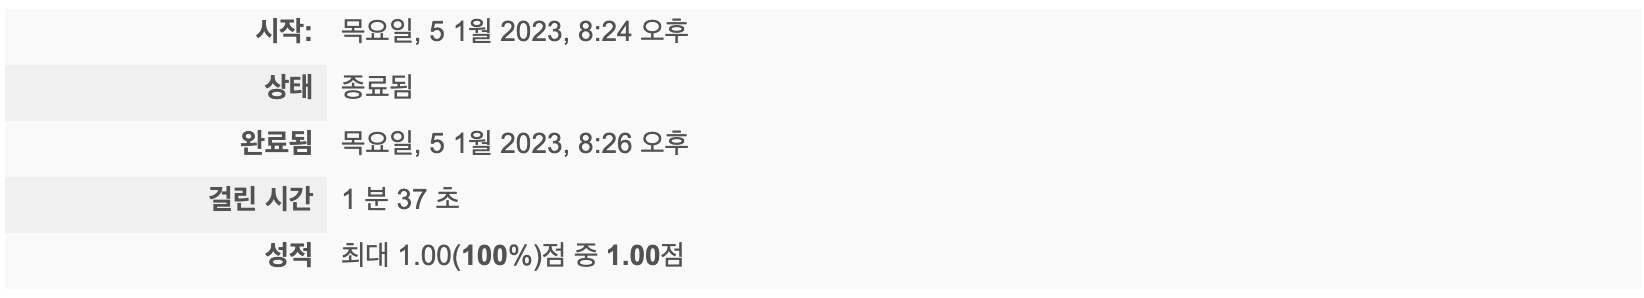 시작: 목요일, 5 1월 2023, 8:24 오후
상태 종료됨
완료됨 목요일, 5 1월 2023, 8:26 오후
걸린 시간 1 분 37 초
성적 최대 1.00(100%)점 중 1.00점